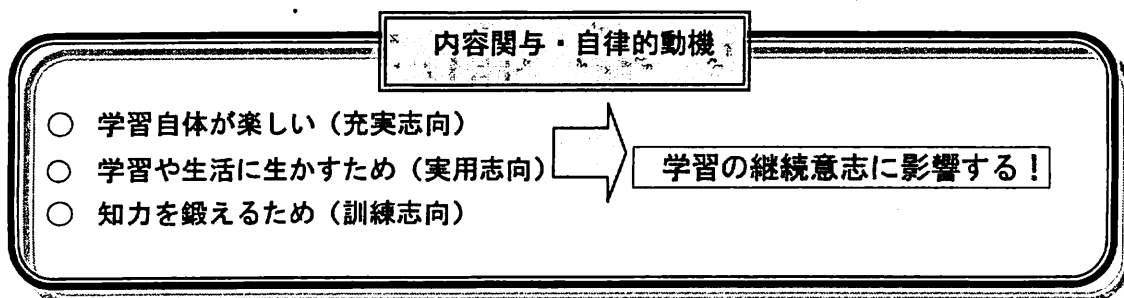 内容関与・自律的動機
○ 学習自体が楽しい（充実志向）
○ 学習や生活に生かすため（実用志向）
○ 知力を鍛えるため（訓練志向）
学習の継続意志に影響する！